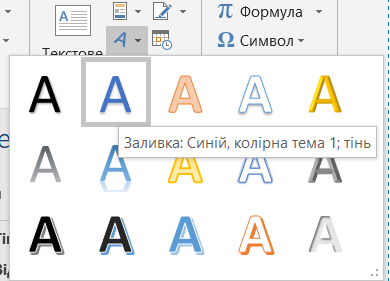 Формула
Текстове
А
Символ
А А А А А
Заливка: Синій, колірна тема 1; тінь
А А А А А
А А А А А